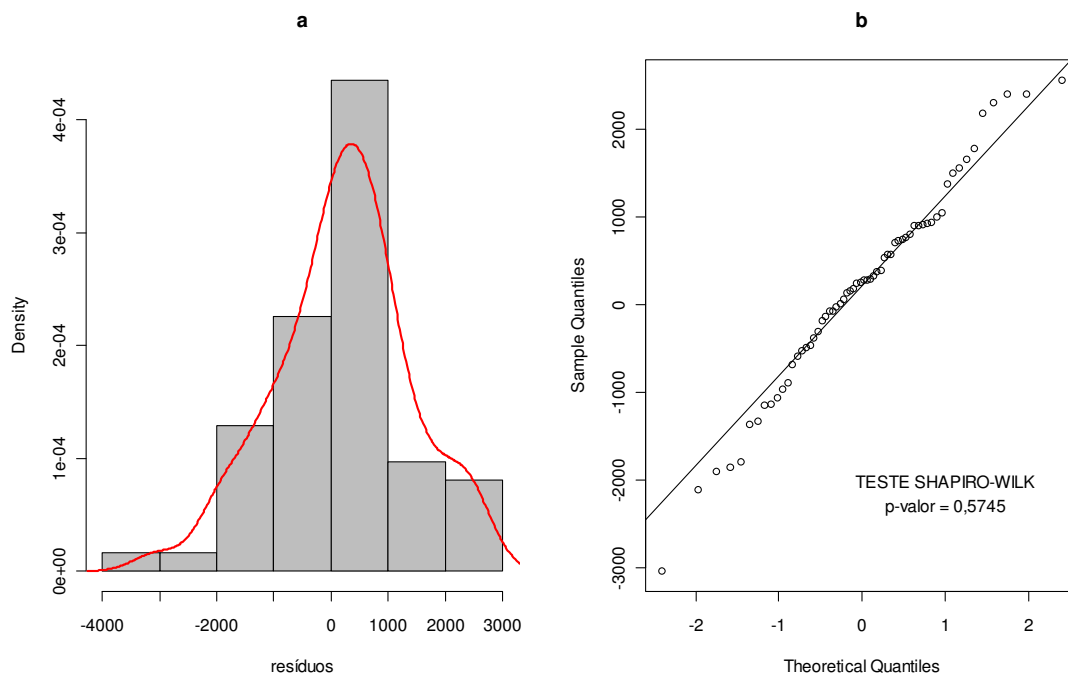 a
Density
4e-04
3e-04
2e-04
1e-04
0e+00
-4000
-2000
0
1000
2000
3000
resíduos
b
Sample Quantiles
2000
1000
0
-1000
-2000
-3000
TESTE SHAPIRO-WILK
p-valor = 0,5745
-2
-1
0
1
2
Theoretical Quantiles